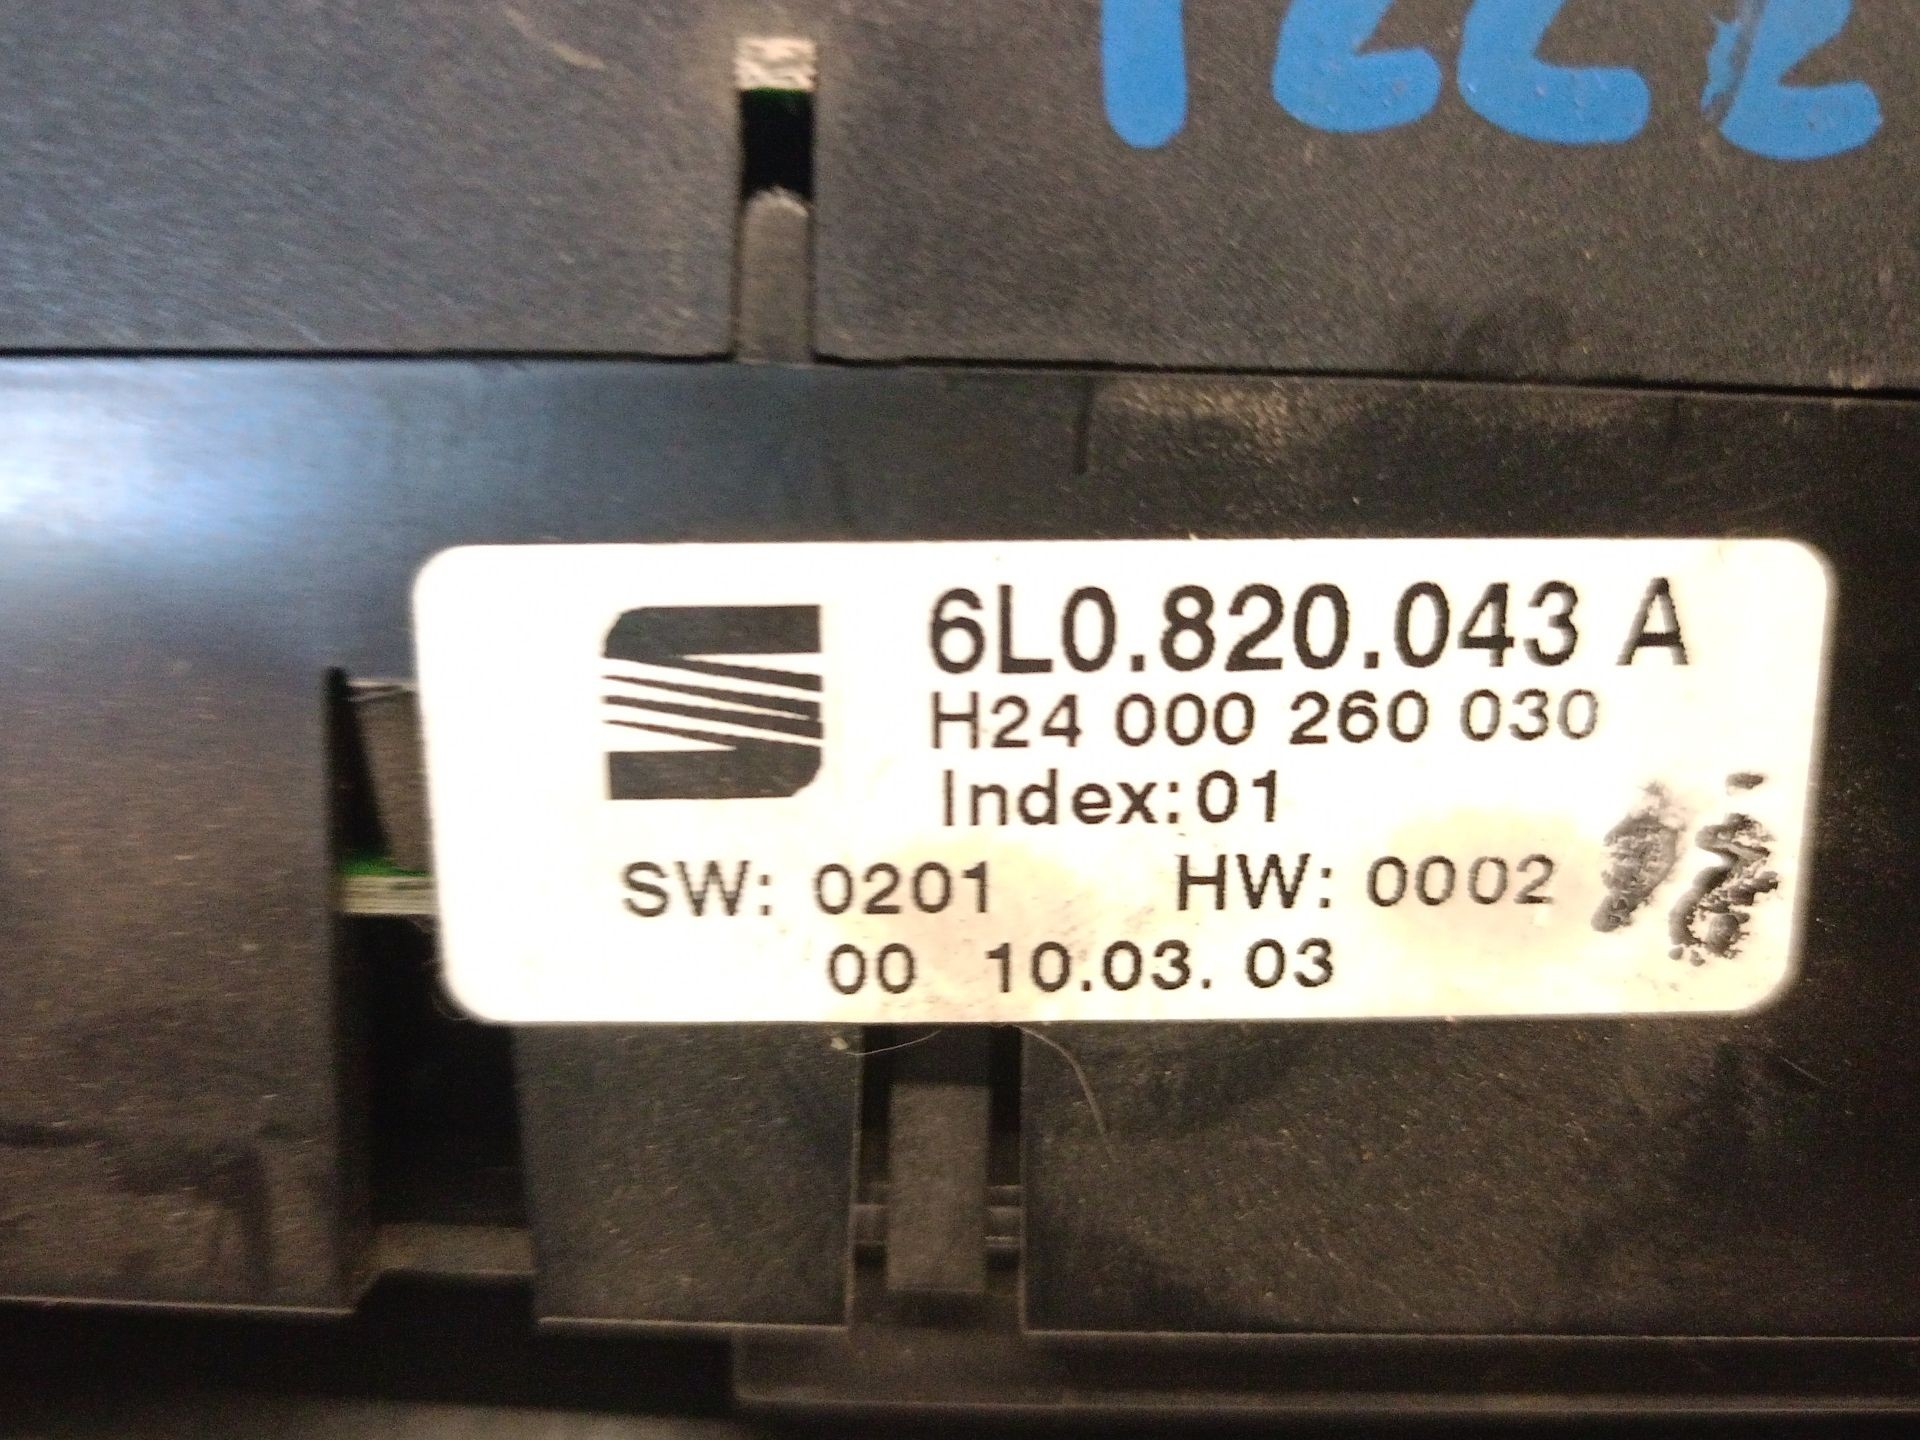 6L0.820.043 A
H24 000 260 030
Index:01
SW: 0201 HW: 0002
00 10.03. 03